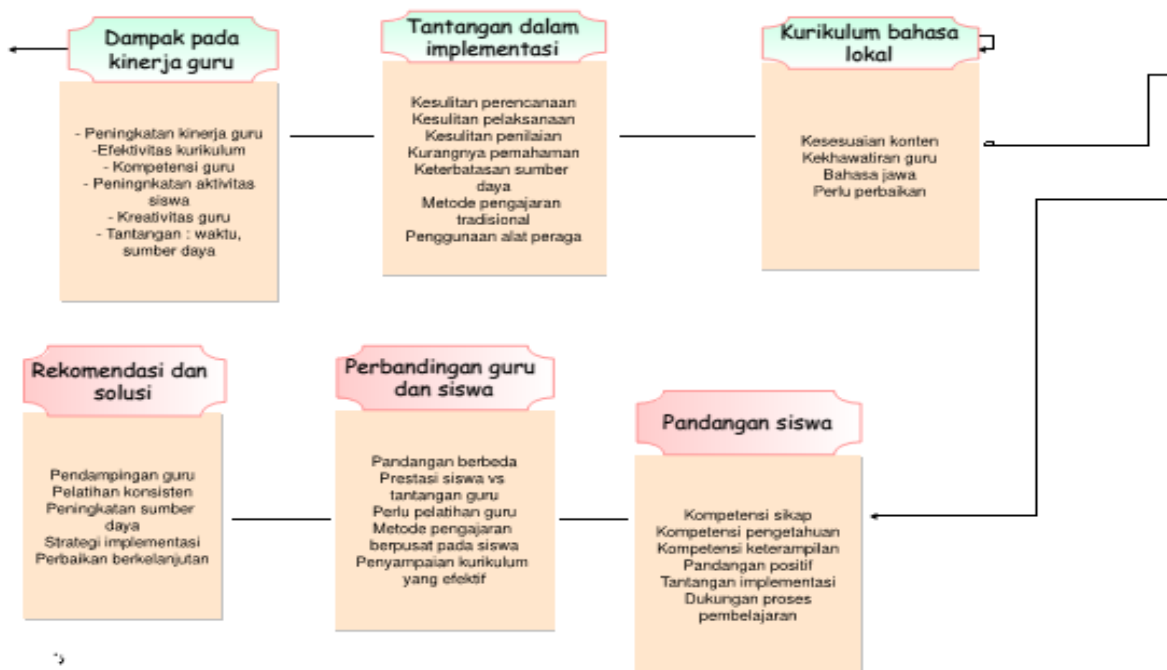 Dampak pada
kinerja guru
- Peningkatan kinerja guru
-Efektivitas kurikulum
- Kompetensi guru
- Peningnkatan aktivitas
siswa
- Kreativitas guru
- Tantangan : waktu,
sumber daya
Tantangan dalam
implementasi
Kesulitan perencanaan
Kesulitan pelaksanaan
Kesulitan penilaian
Kurangnya pemahaman
Keterbatasan sumber
daya
Metode pengajaran
tradisional
Penggunaan alat peraga
Kurikulum bahasa
lokal
Kesesuaian konten
Kekhawatiran guru
Bahasa jawa
Perlu perbaikan
Rekomendasi dan
solusi
Pendampingan guru
Pelatihan konsisten
Peningkatan sumber
daya
Strategi implementasi
Perbaikan berkelanjutan
Perbandingan guru
dan siswa
Pandangan berbeda
Prestasi siswa vs
tantangan guru
Perlu pelatihan guru
Metode pengajaran
berpusat pada siswa
Penyampaian kurikulum
yang efektif
Pandangan siswa
Kompetensi sikap
Kompetensi pengetahuan
Kompetensi keterampilan
Pandangan positif
Tantangan implementasi
Dukungan proses
pembelajaran